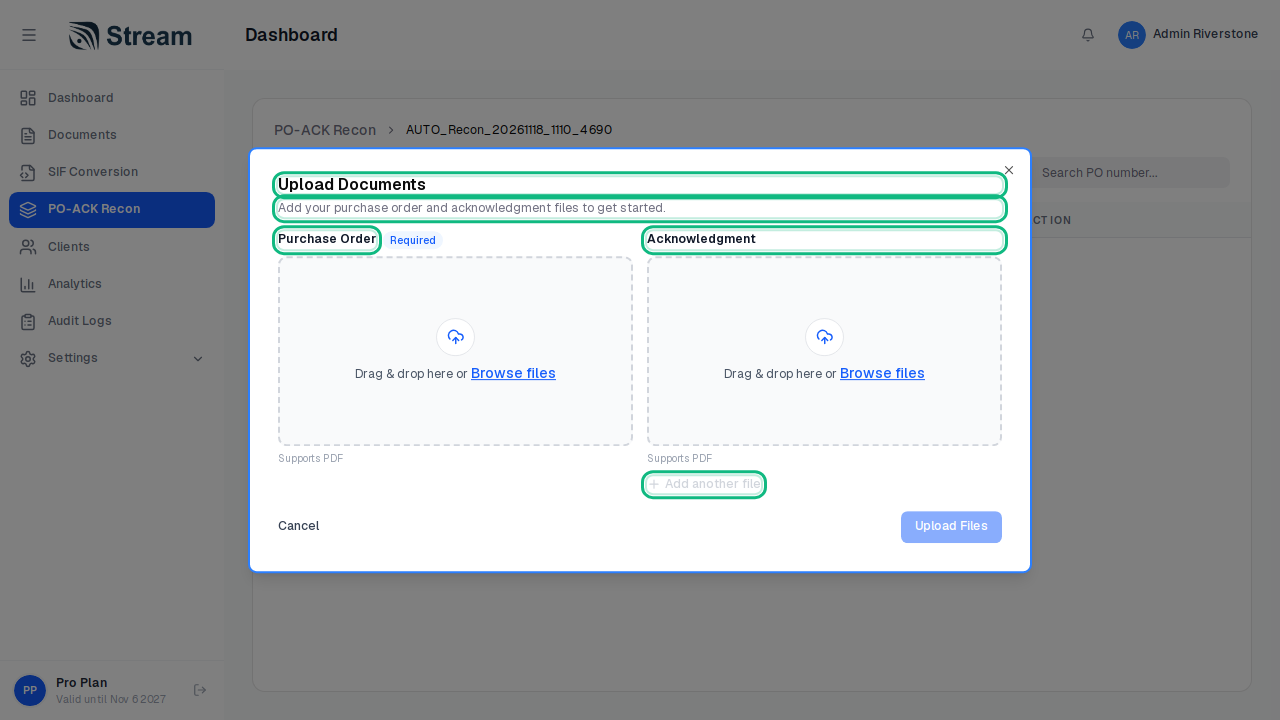 Stream
Dashboard
AR
Admin Riverstone
Dashboard
Documents
SIF Conversion
PO-ACK Recon
Clients
Analytics
Audit Logs
Settings
PO-ACK Recon > AUTO_Recon_20261118_1110_4690
Search PO number...
CTION
Upload Documents
Add your purchase order and acknowledgment files to get started.
Purchase Order
Required
Acknowledgment
Drag & drop here or Browse files
Drag & drop here or Browse files
Supports PDF
Supports PDF
+ Add another file
Cancel
Upload Files
PP
Pro Plan
Valid until Nov 6 2027